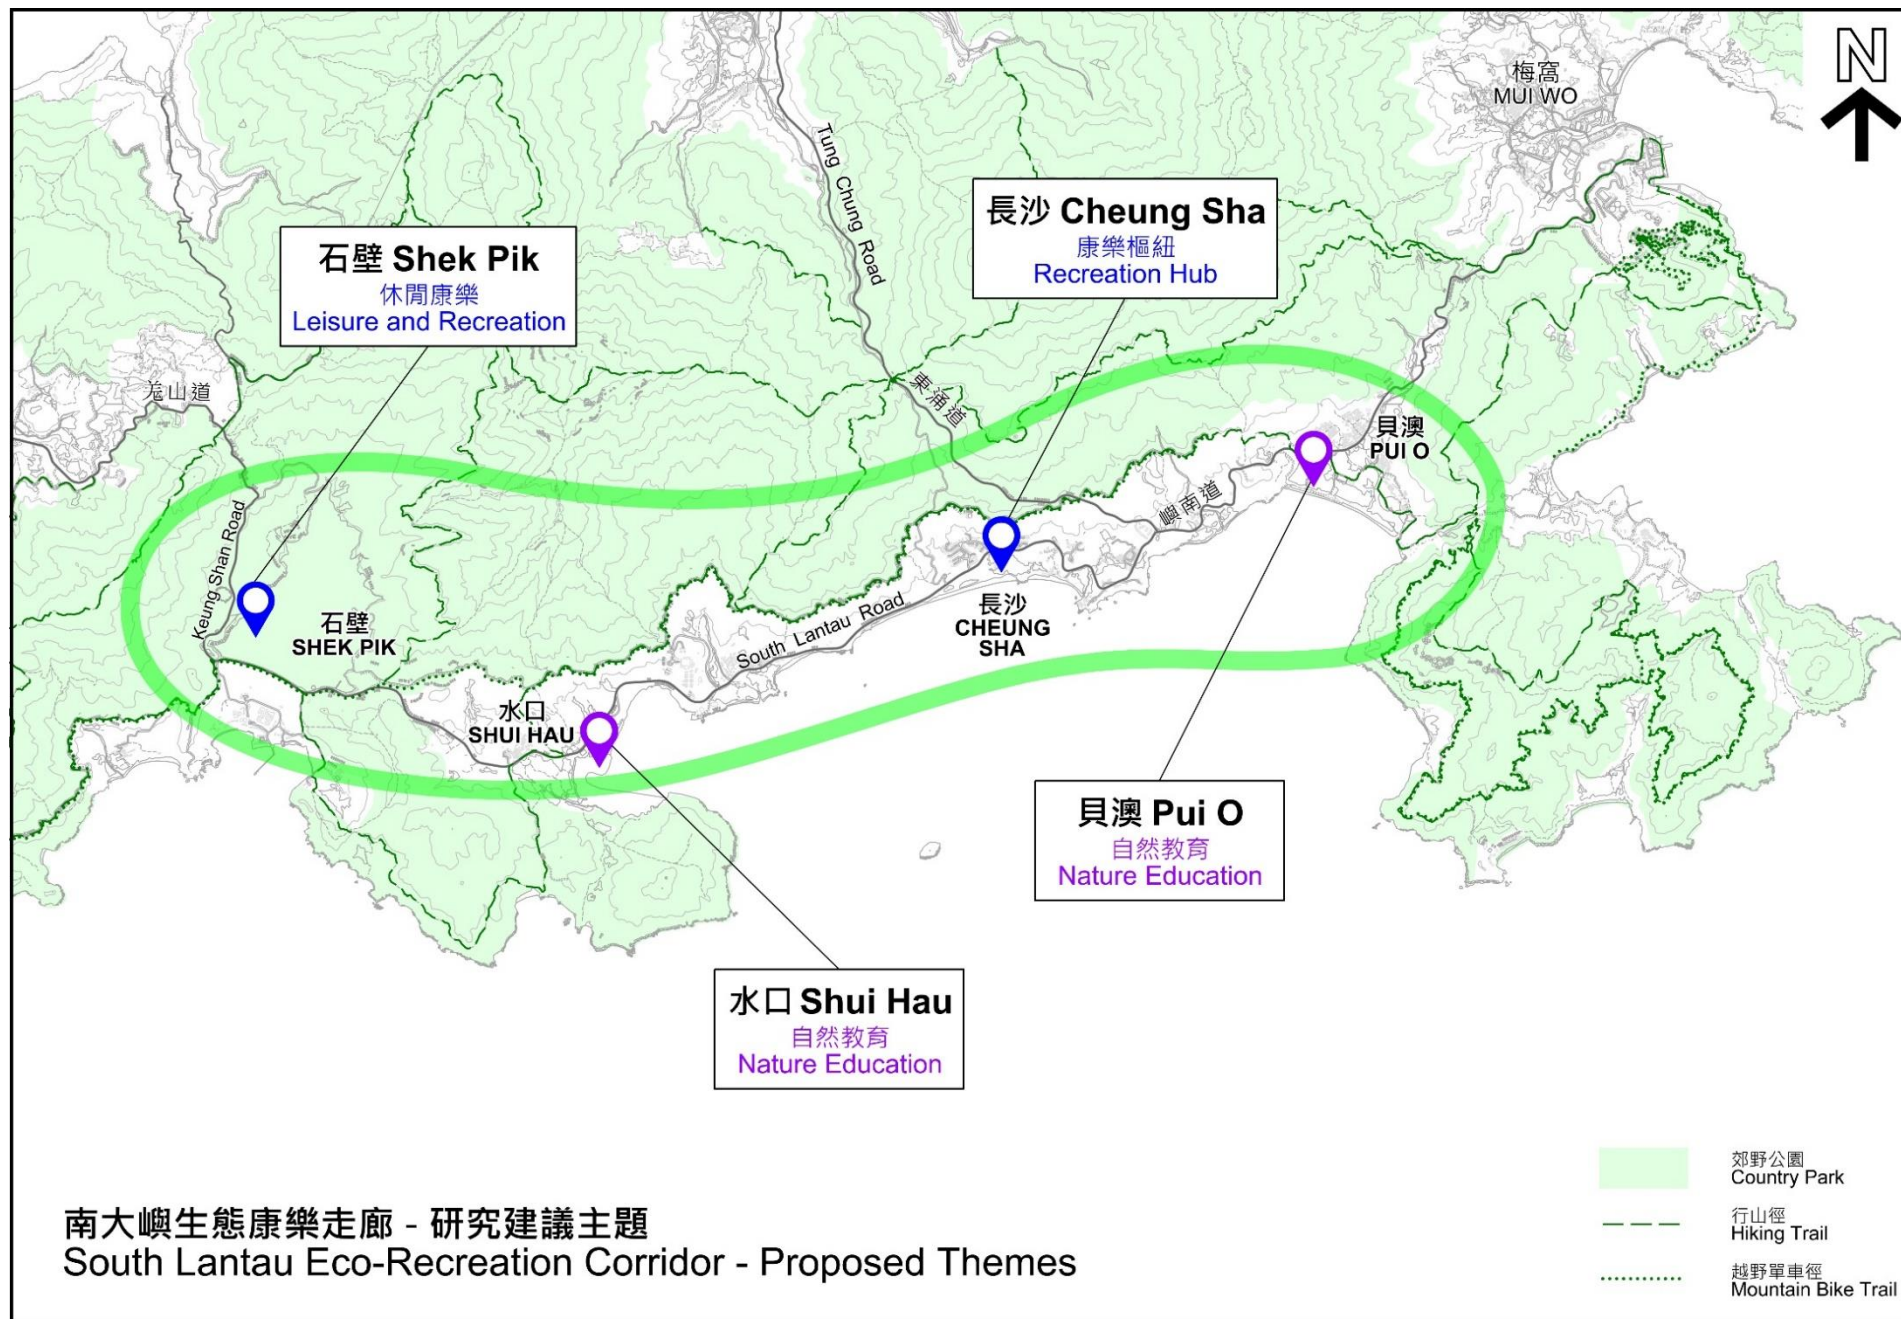 梅窩
MUI WO
N
Tung Chung Road
長沙 Cheung Sha
康樂樞紐
Recreation Hub
石壁 Shek Pik
休閒康樂
Leisure and Recreation
羗山道
東涌道
貝澳
PUI O
嶼南道
Keung Shan Road
石壁
SHEK PIK
長沙
CHEUNG
SHA
South Lantau Road
水口
SHUI HAU
貝澳 Pui O
自然教育
Nature Education
水口 Shui Hau
自然教育
Nature Education
南大嶼生態康樂走廊 - 研究建議主題
South Lantau Eco-Recreation Corridor - Proposed Themes
郊野公園
Country Park
行山徑
Hiking Trail
越野單車徑
Mountain Bike Trail